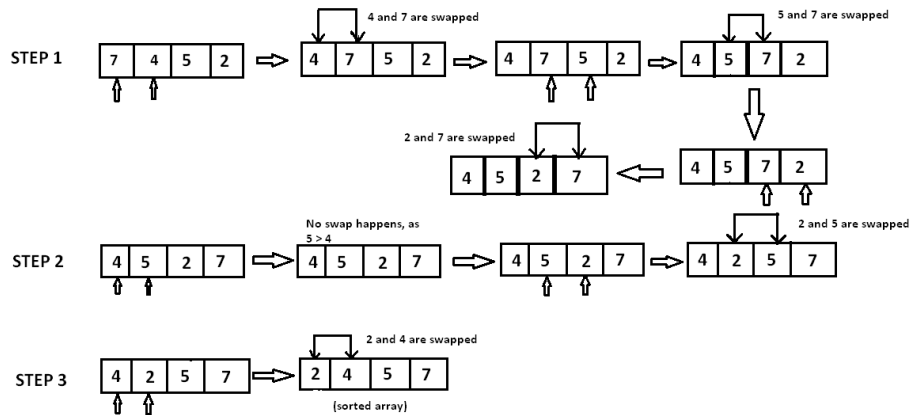 4 and 7 are swapped
5 and 7 are swapped
STEP 1
7 4 5 2
4 7 5 2
4 7 5 2
4 5 7 2
2 and 7 are swapped
4 5 2 7
4 5 7 2
No swap happens, as
5 > 4
2 and 5 are swapped
STEP 2
4 5 2 7
4 5 2 7
4 5 2 7
4 2 5 7
2 and 4 are swapped
STEP 3
4 2 5 7
2 4 5 7
(sorted array)